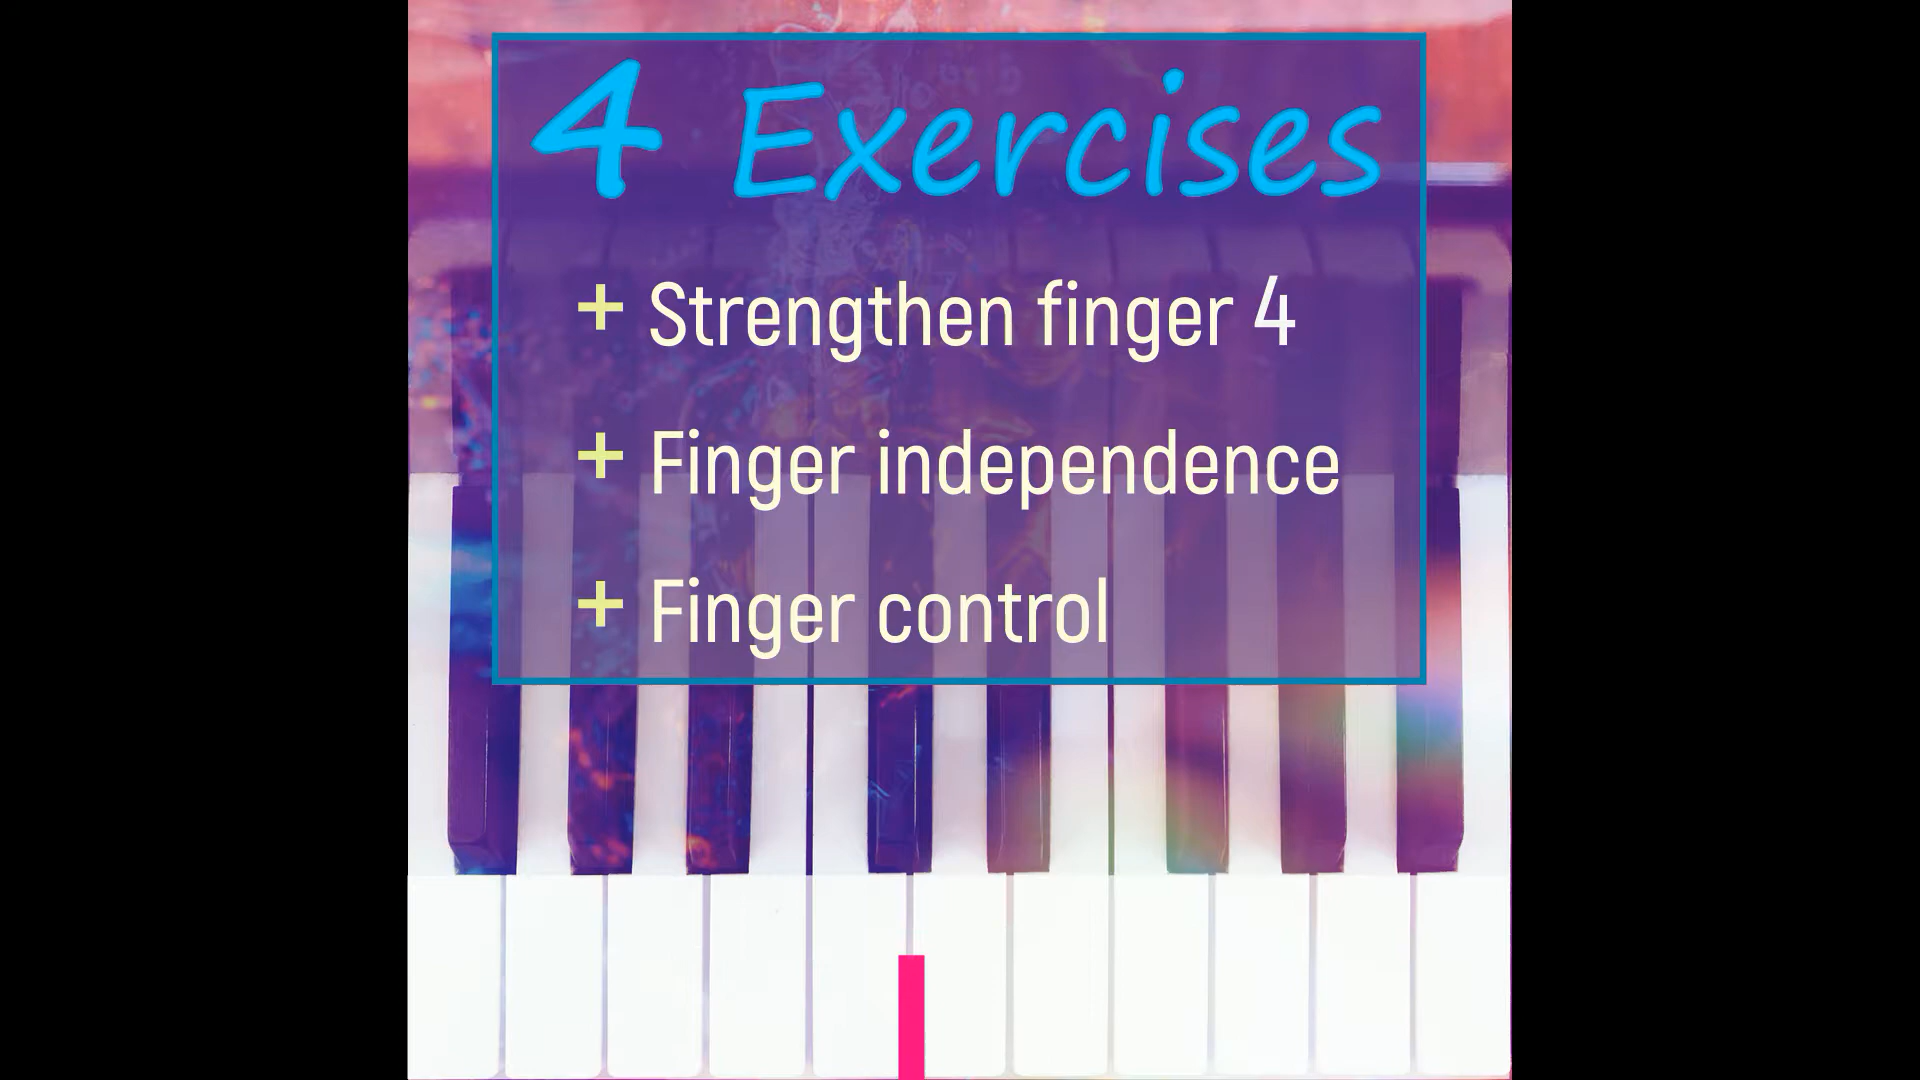 4 Exercises
+ Strengthen finger 4
+ Finger independence
+ Finger control